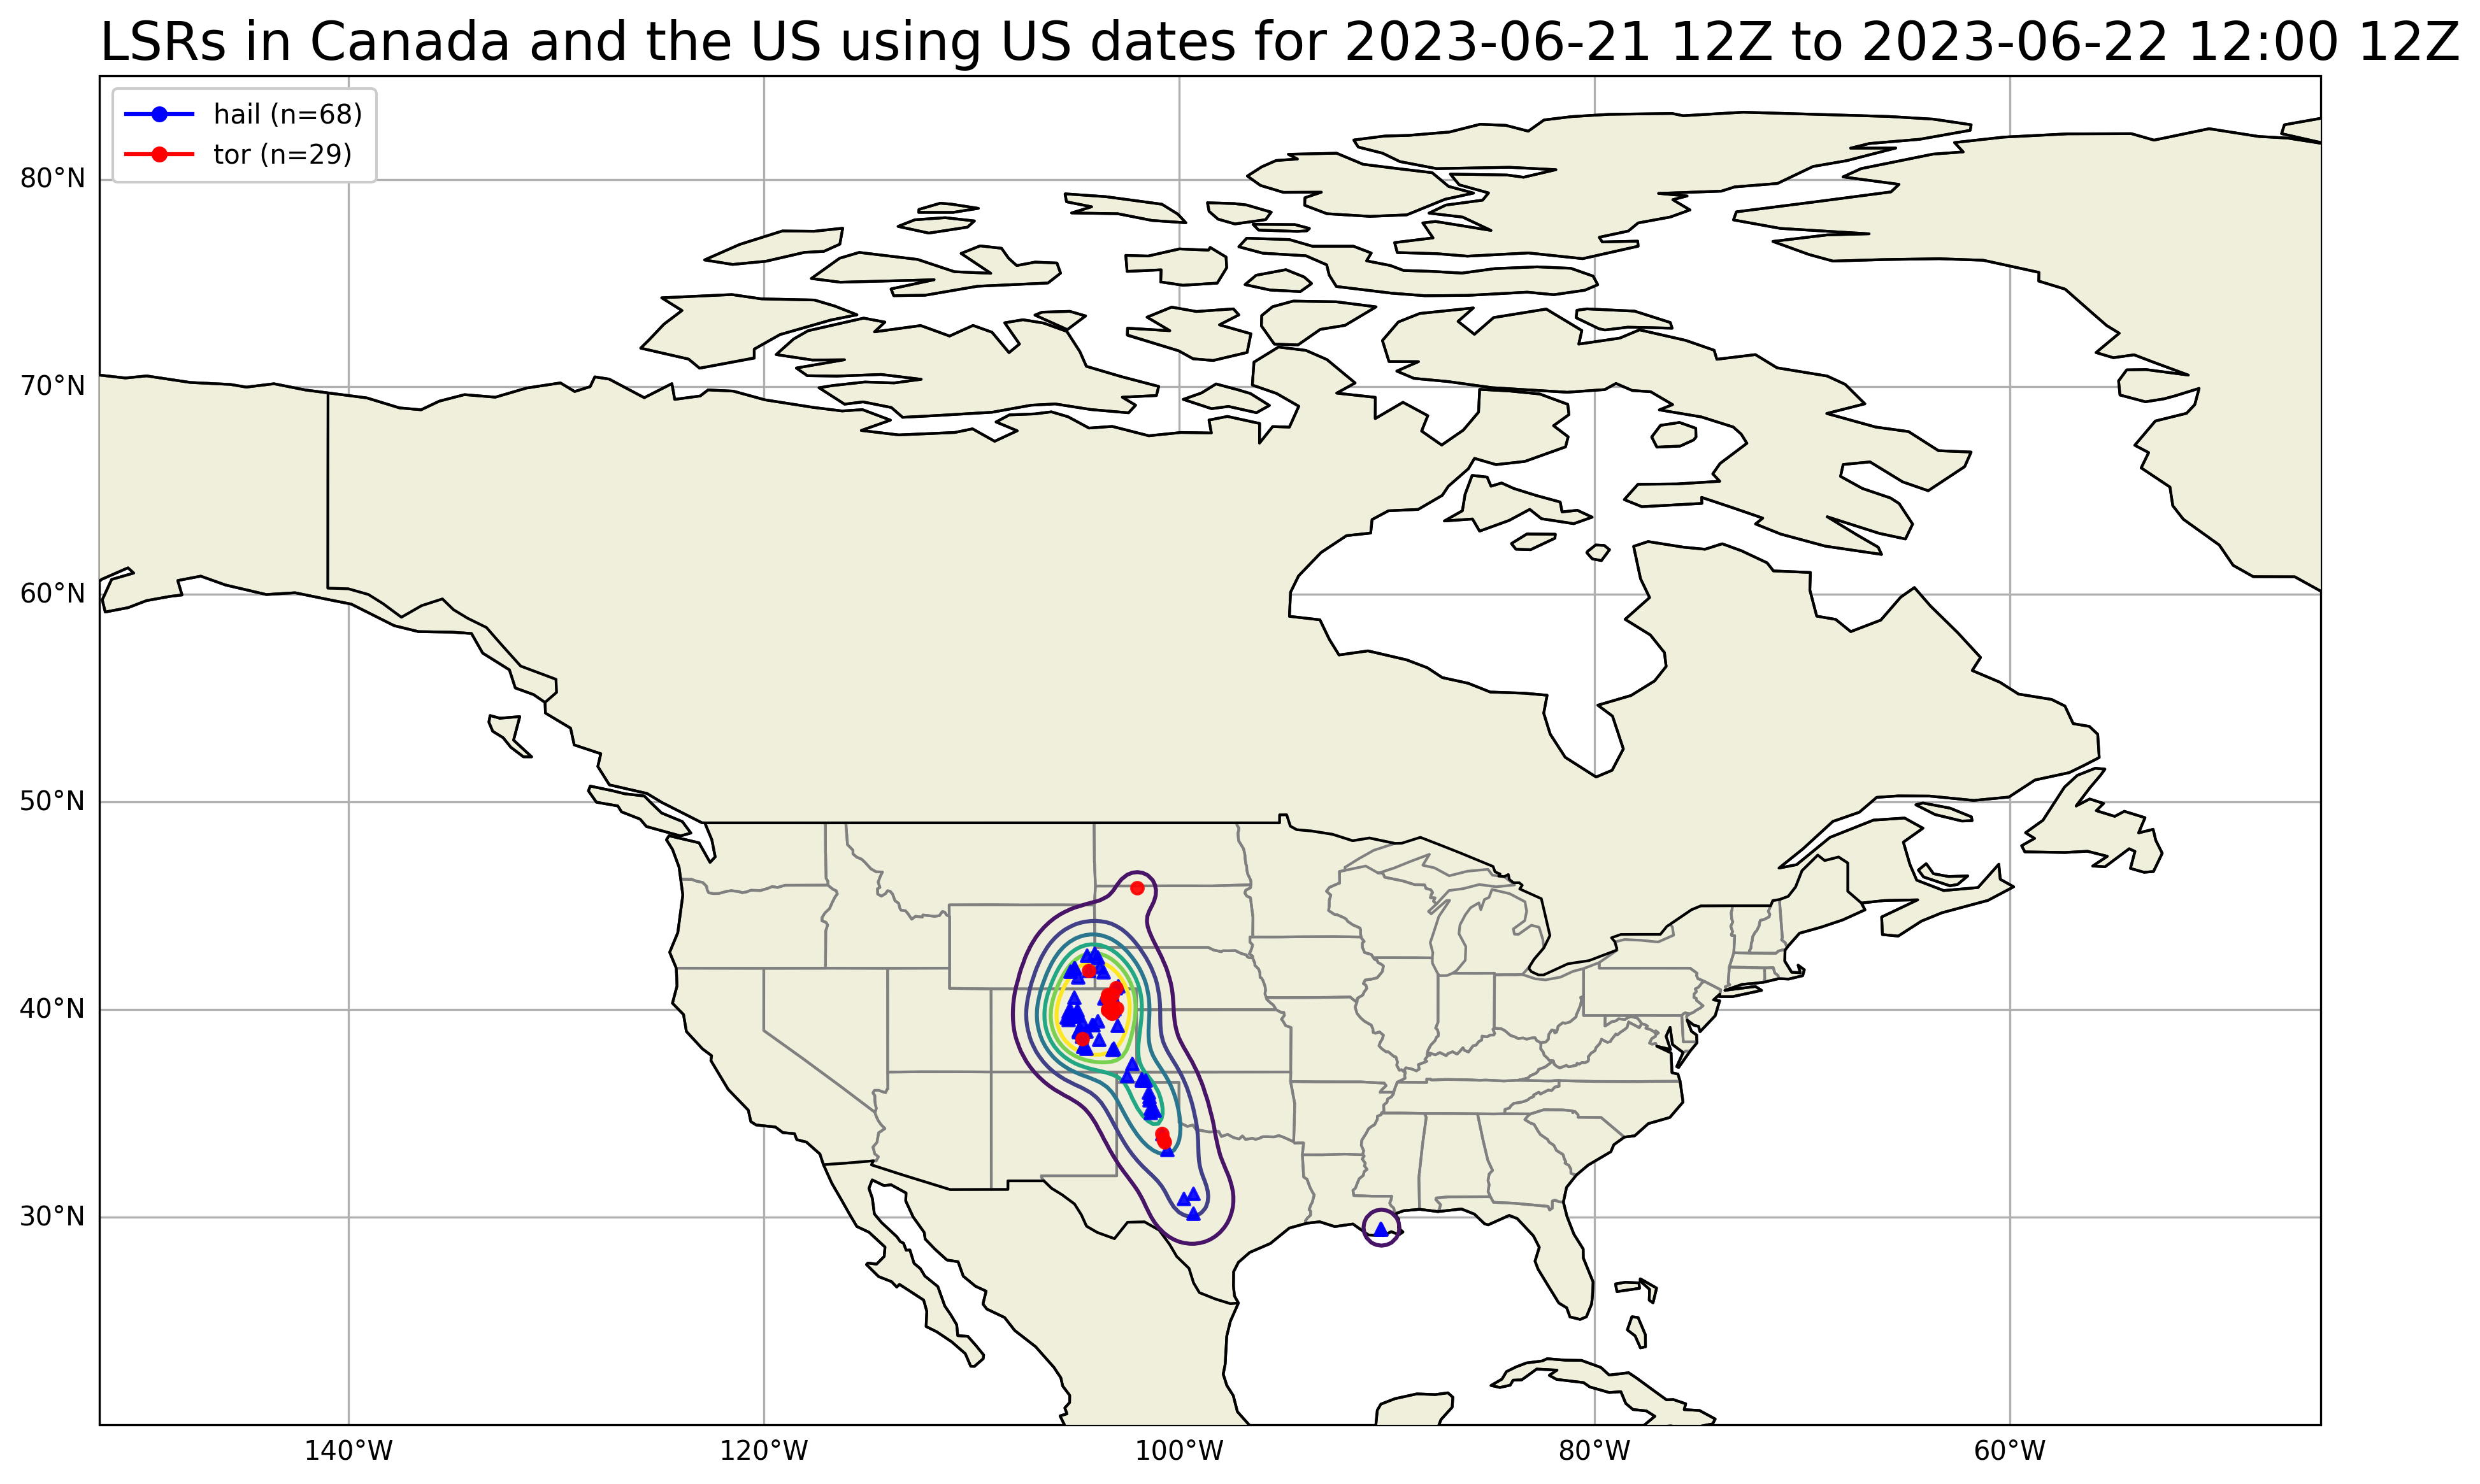 LSRs in Canada and the US using US dates for 2023-06-21 12Z to 2023-06-22 12:00 12Z
hail (n=68)
tor (n=29)
80°N
70°N
60°N
50°N
40°N
30°N
140°W
120°W
100°W
80°W
60°W